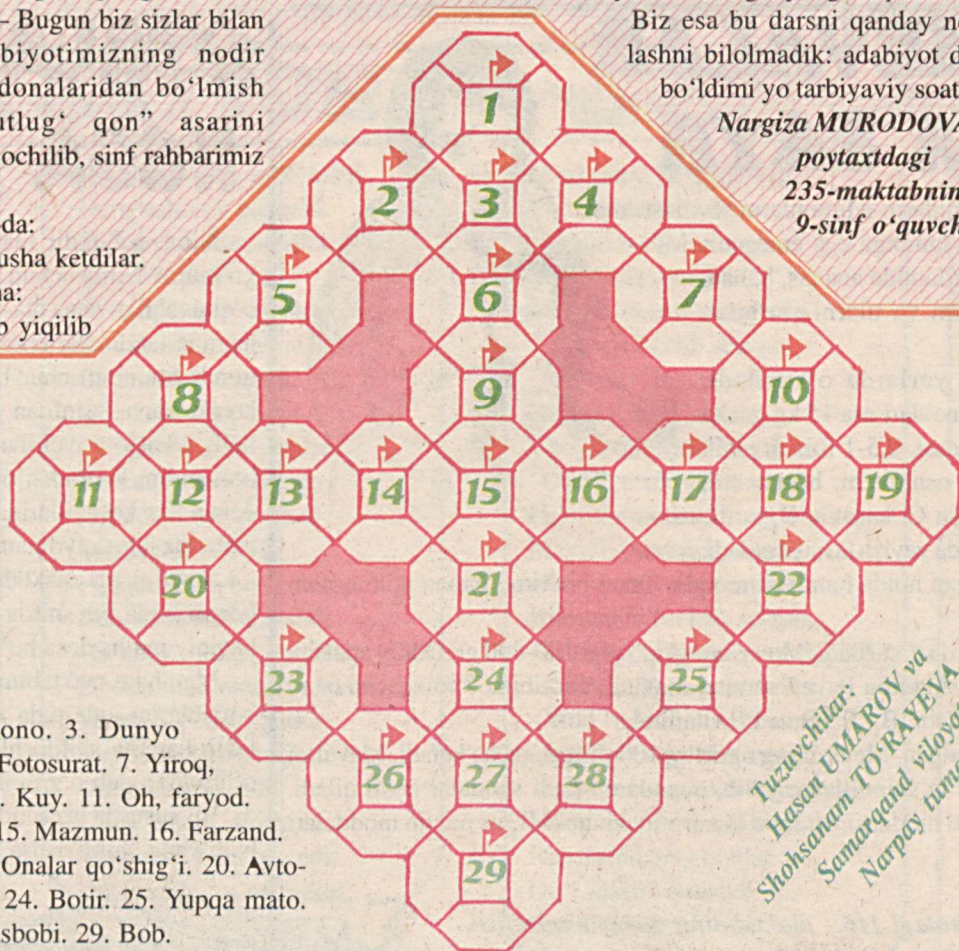 – Bugun biz sizlar bilan
biyotimizning nodir
donalaridan bo‘lmish
utlug‘ qon” asarini
ochilib, sinf rahbarimiz
-da:
usha ketdilar.
na:
b yiqilib
Biz esa bu darsni qanday no
lashni bilolmadik: adabiyot d
bo‘ldimi yo tarbiyaviy soat
Nargiza MURODOVA
poytaxtdagi
235-maktabnin
9-sinf o‘quvch
1
2 3 4
5 6 7
8 9 10
11 12 13 14 15 16 17 18 19
20 21 22
23 24 25
26 27 28
29
ono. 3. Dunyo
Fotosurat. 7. Yiroq,
. Kuy. 11. Oh, faryod.
15. Mazmun. 16. Farzand.
Onalar qo‘shig‘i. 20. Avto-
24. Botir. 25. Yupqa mato.
sbobi. 29. Bob.
Tuzuvchilar:
Hasan UMAROV va
Shohsanam TO‘RAYEVA
Samarqand viloyat
Narpay tuma